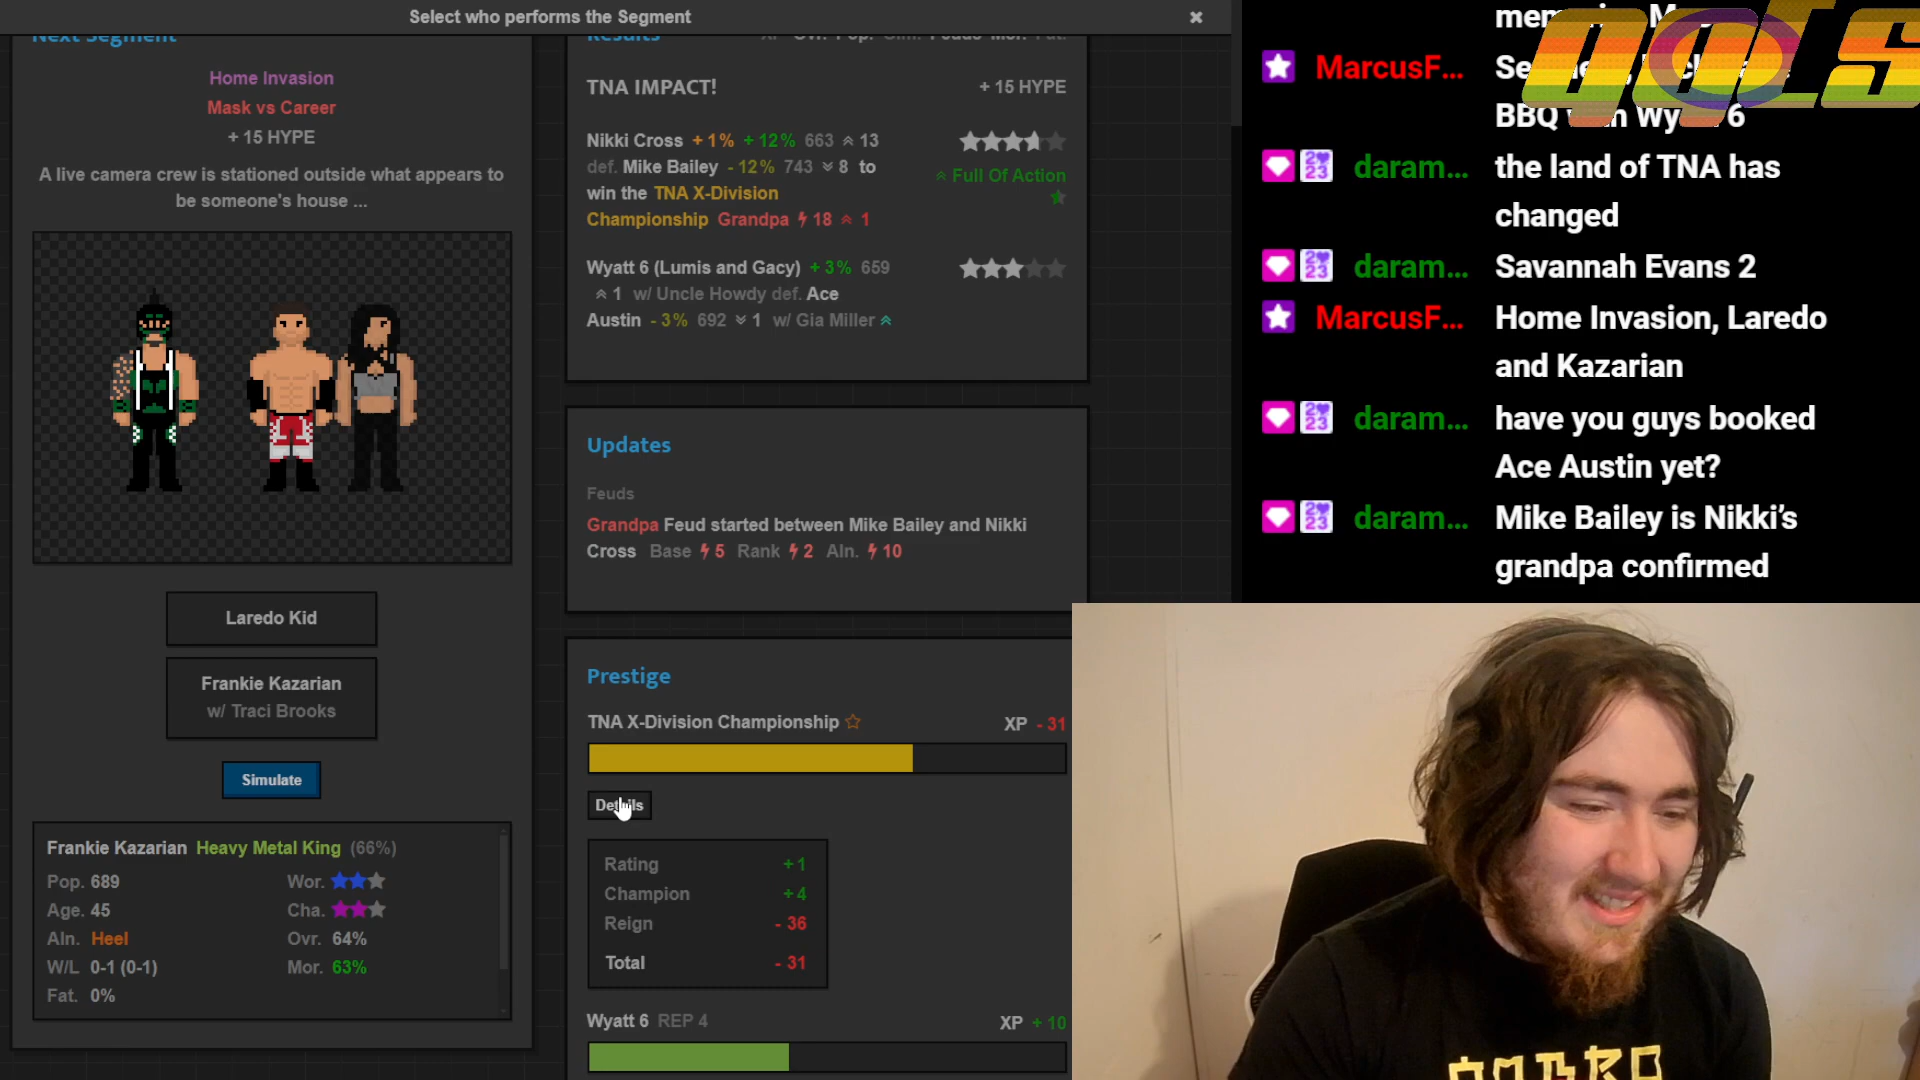 Select who performs the Segment
×
Next Segment
Home Invasion
Mask vs Career
+ 15 HYPE
A live camera crew is stationed outside what appears to
be someone's house ...
Laredo Kid
Frankie Kazarian
w/ Traci Brooks
Simulate
Frankie Kazarian Heavy Metal King (66%)
Pop. 689 Wor.
Age. 45 Cha.
Aln. Heel Ovr. 64%
W/L 0-1 (0-1) Mor. 63%
Fat. 0%
Results
TNA IMPACT! + 15 HYPE
Nikki Cross + 1% + 12% 663 13
def. Mike Bailey - 12% 743 8 to
win the TNA X-Division
Championship Grandpa 18 1
Full Of Action
Wyatt 6 (Lumis and Gacy) + 3% 659
1 w/ Uncle Howdy def. Ace
Austin - 3% 692 1 w/ Gia Miller
Updates
Feuds
Grandpa Feud started between Mike Bailey and Nikki
Cross Base 5 Rank 2 Aln. 10
Prestige
TNA X-Division Championship XP - 31
Details
Rating + 1
Champion + 4
Reign - 36
Total - 31
Wyatt 6 REP 4 XP + 10
MarcusF...
BBQ
6
daram... the land of TNA has
changed
daram... Savannah Evans 2
MarcusF... Home Invasion, Laredo
and Kazarian
daram... have you guys booked
Ace Austin yet?
daram... Mike Bailey is Nikki's
grandpa confirmed